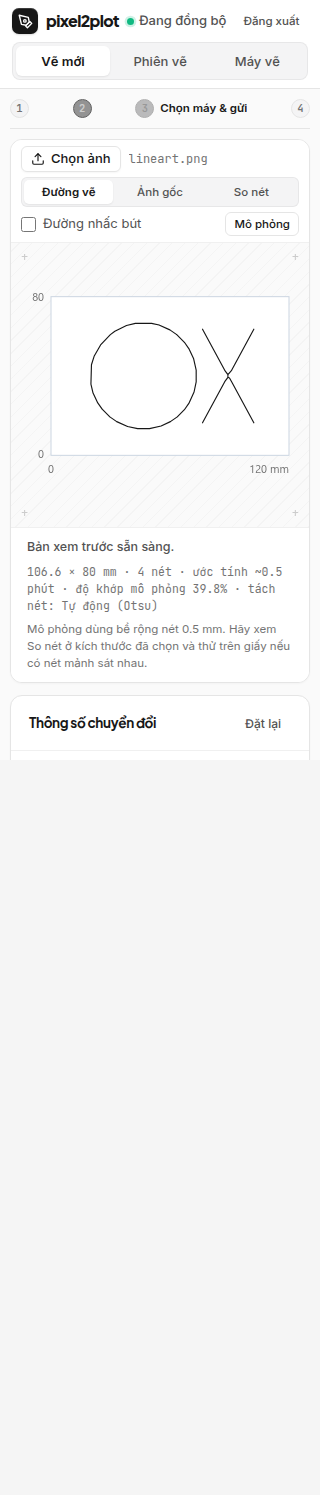 pixel2plot Đang đồng bộ Đăng xuất
Vẽ mới Phiên vẽ Máy vẽ
1 2 3 Chọn máy & gửi 4
Chọn ảnh lineart.png
Đường vẽ Ảnh gốc So nét
Đường nhấc bút Mô phỏng
80
0
0 120 mm
Bản xem trước sẵn sàng.
106.6 × 80 mm · 4 nét · ước tính ~0.5
phút · độ khớp mô phỏng 39.8% · tách
nét: Tự động (Otsu)
Mô phỏng dùng bề rộng nét 0.5 mm. Hãy xem
So nét ở kích thước đã chọn và thử trên giấy nếu
có nét mảnh sát nhau.
Thông số chuyển đổi Đặt lại